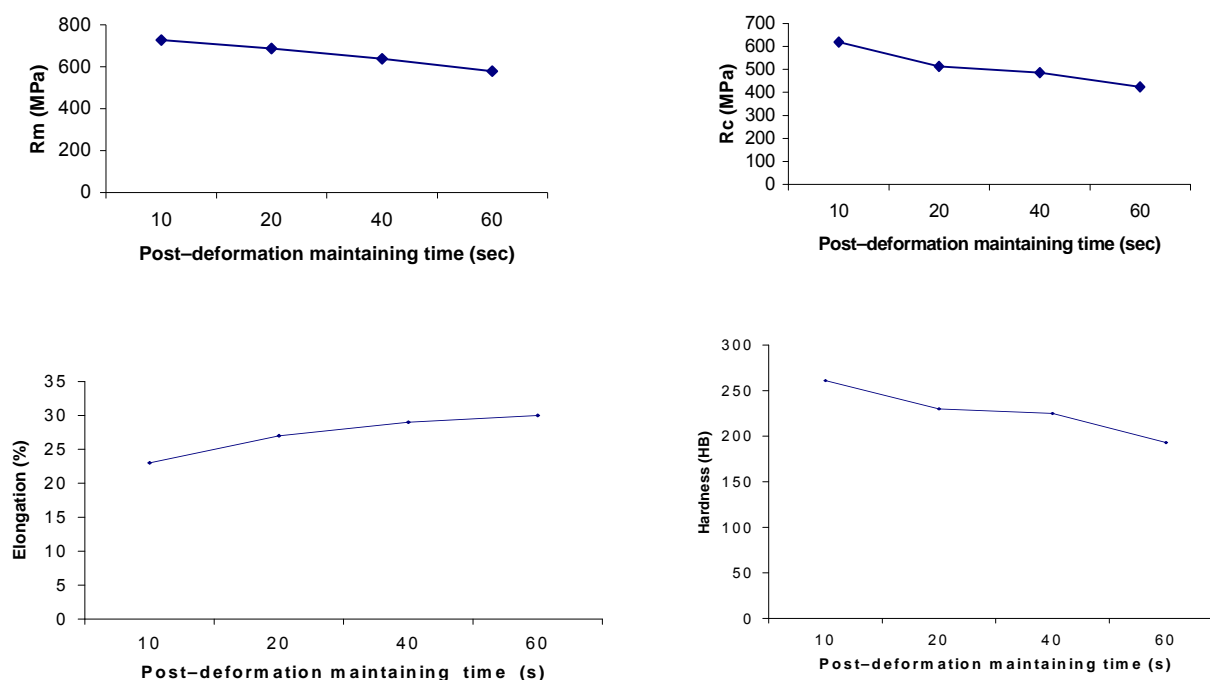 800
600
400
200
0
Rm (MPa)
10 20 40 60
Post–deformation maintaining time (sec)
700
600
500
400
300
200
100
0
Rc (MPa)
10 20 40 60
Post–deformation maintaining time (sec)
35
30
25
20
15
10
5
0
Elongation (%)
10 20 40 60
Post–deformation maintaining time (s)
300
250
200
150
100
50
0
Hardness (HB)
10 20 40 60
Post–deformation maintaining time (s)